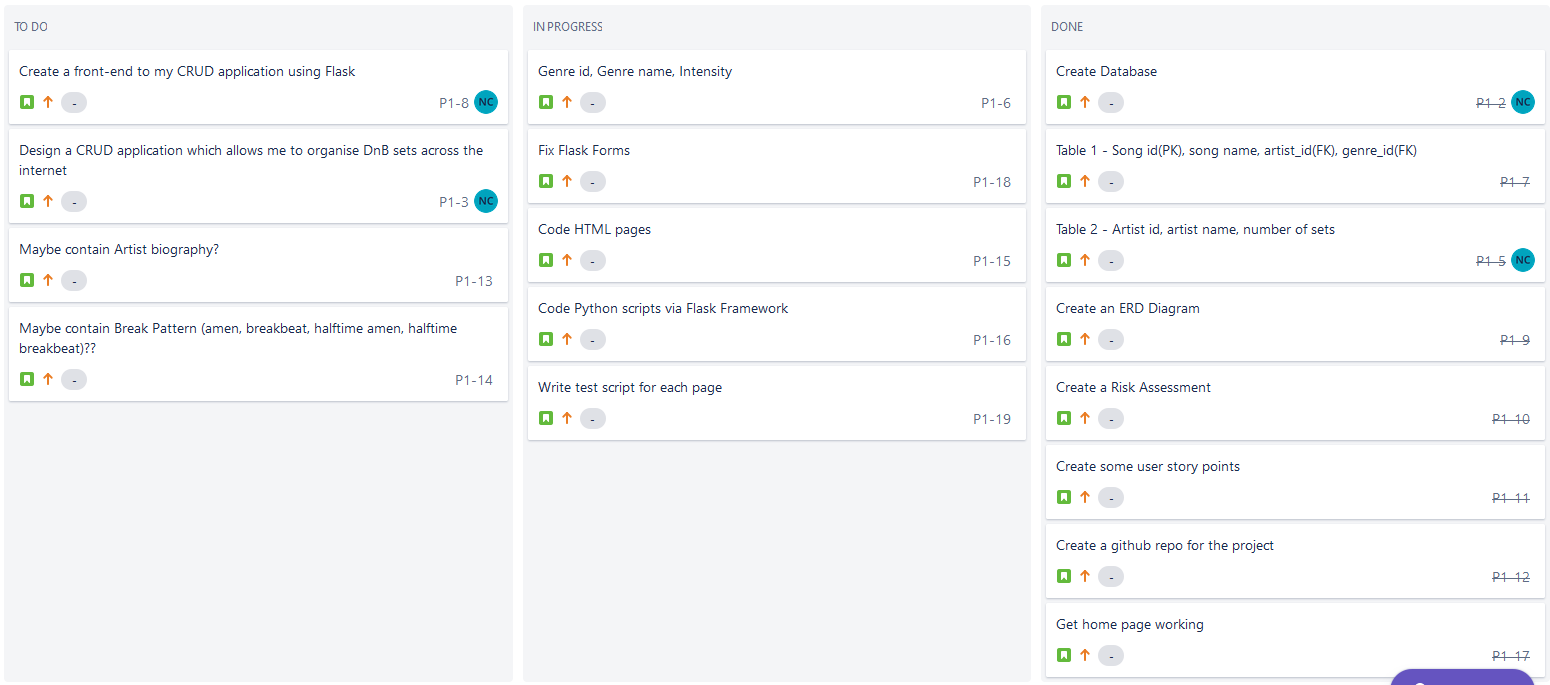 TO DO
Create a front-end to my CRUD application using Flask
-
P1-8 NC
Design a CRUD application which allows me to organise DnB sets across the
internet
-
P1-3 NC
Maybe contain Artist biography?
-
P1-13
Maybe contain Break Pattern (amen, breakbeat, halftime amen, halftime
breakbeat)??
-
P1-14
IN PROGRESS
Genre id, Genre name, Intensity
-
P1-6
Fix Flask Forms
-
P1-18
Code HTML pages
-
P1-15
Code Python scripts via Flask Framework
-
P1-16
Write test script for each page
-
P1-19
DONE
Create Database
-
P1-2 NC
Table 1 - Song id(PK), song name, artist_id(FK), genre_id(FK)
-
P1-7
Table 2 - Artist id, artist name, number of sets
-
P1-5 NC
Create an ERD Diagram
-
P1-9
Create a Risk Assessment
-
P1-10
Create some user story points
-
P1-11
Create a github repo for the project
-
P1-12
Get home page working
-
P1-17